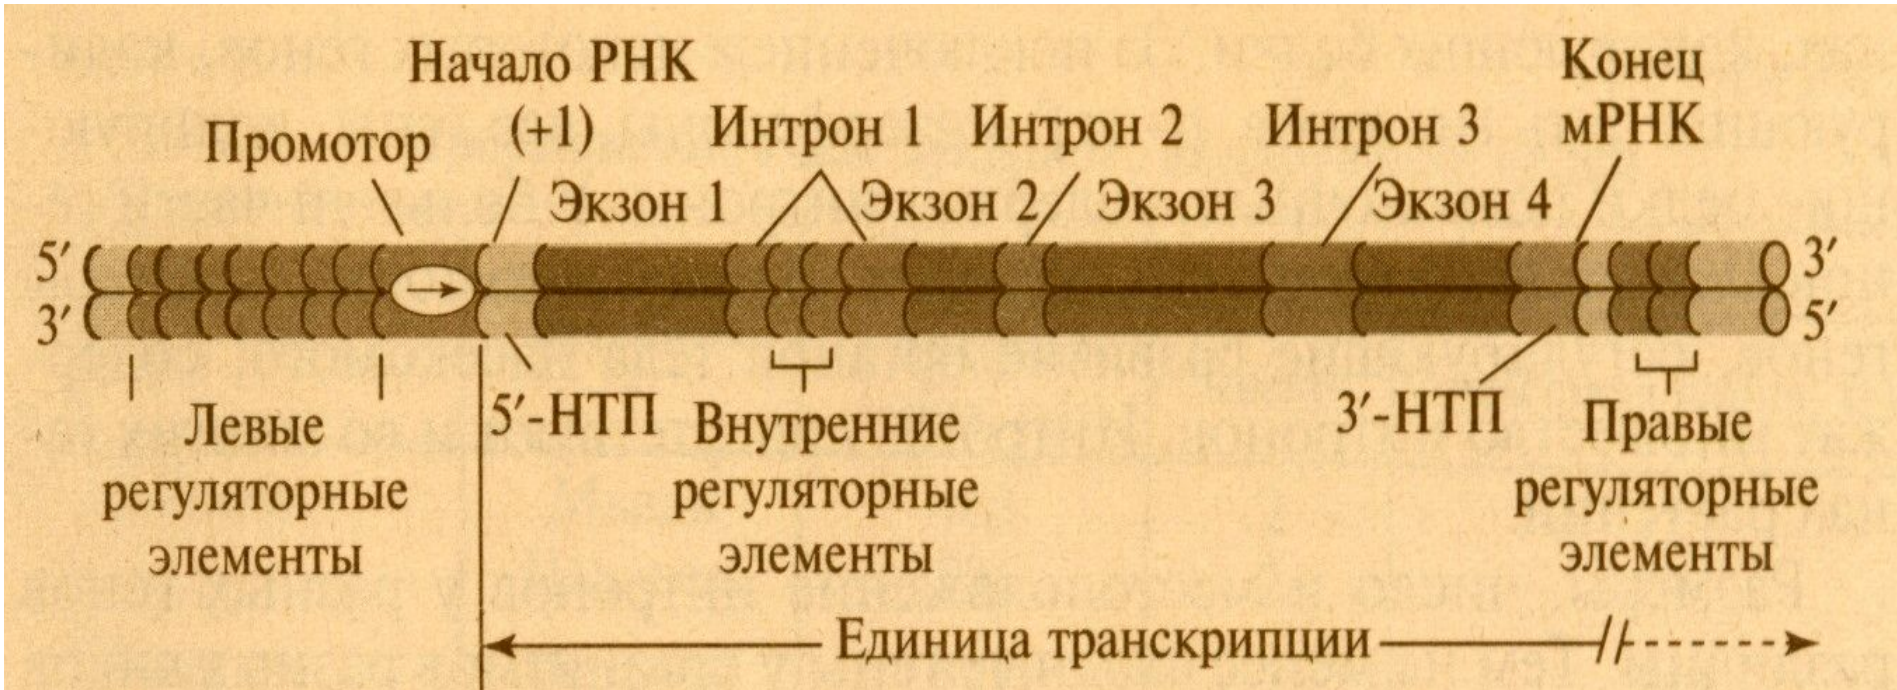 Начало РНК
(+1)
Промотор
Интрон 1
Интрон 2
Интрон 3
Конец
мРНК
Экзон 1
Экзон 2
Экзон 3
Экзон 4
5′
3′
3′
5′
5′-НТП
3′-НТП
Левые
регуляторные
элементы
Внутренние
регуляторные
элементы
Правые
регуляторные
элементы
Единица транскрипции